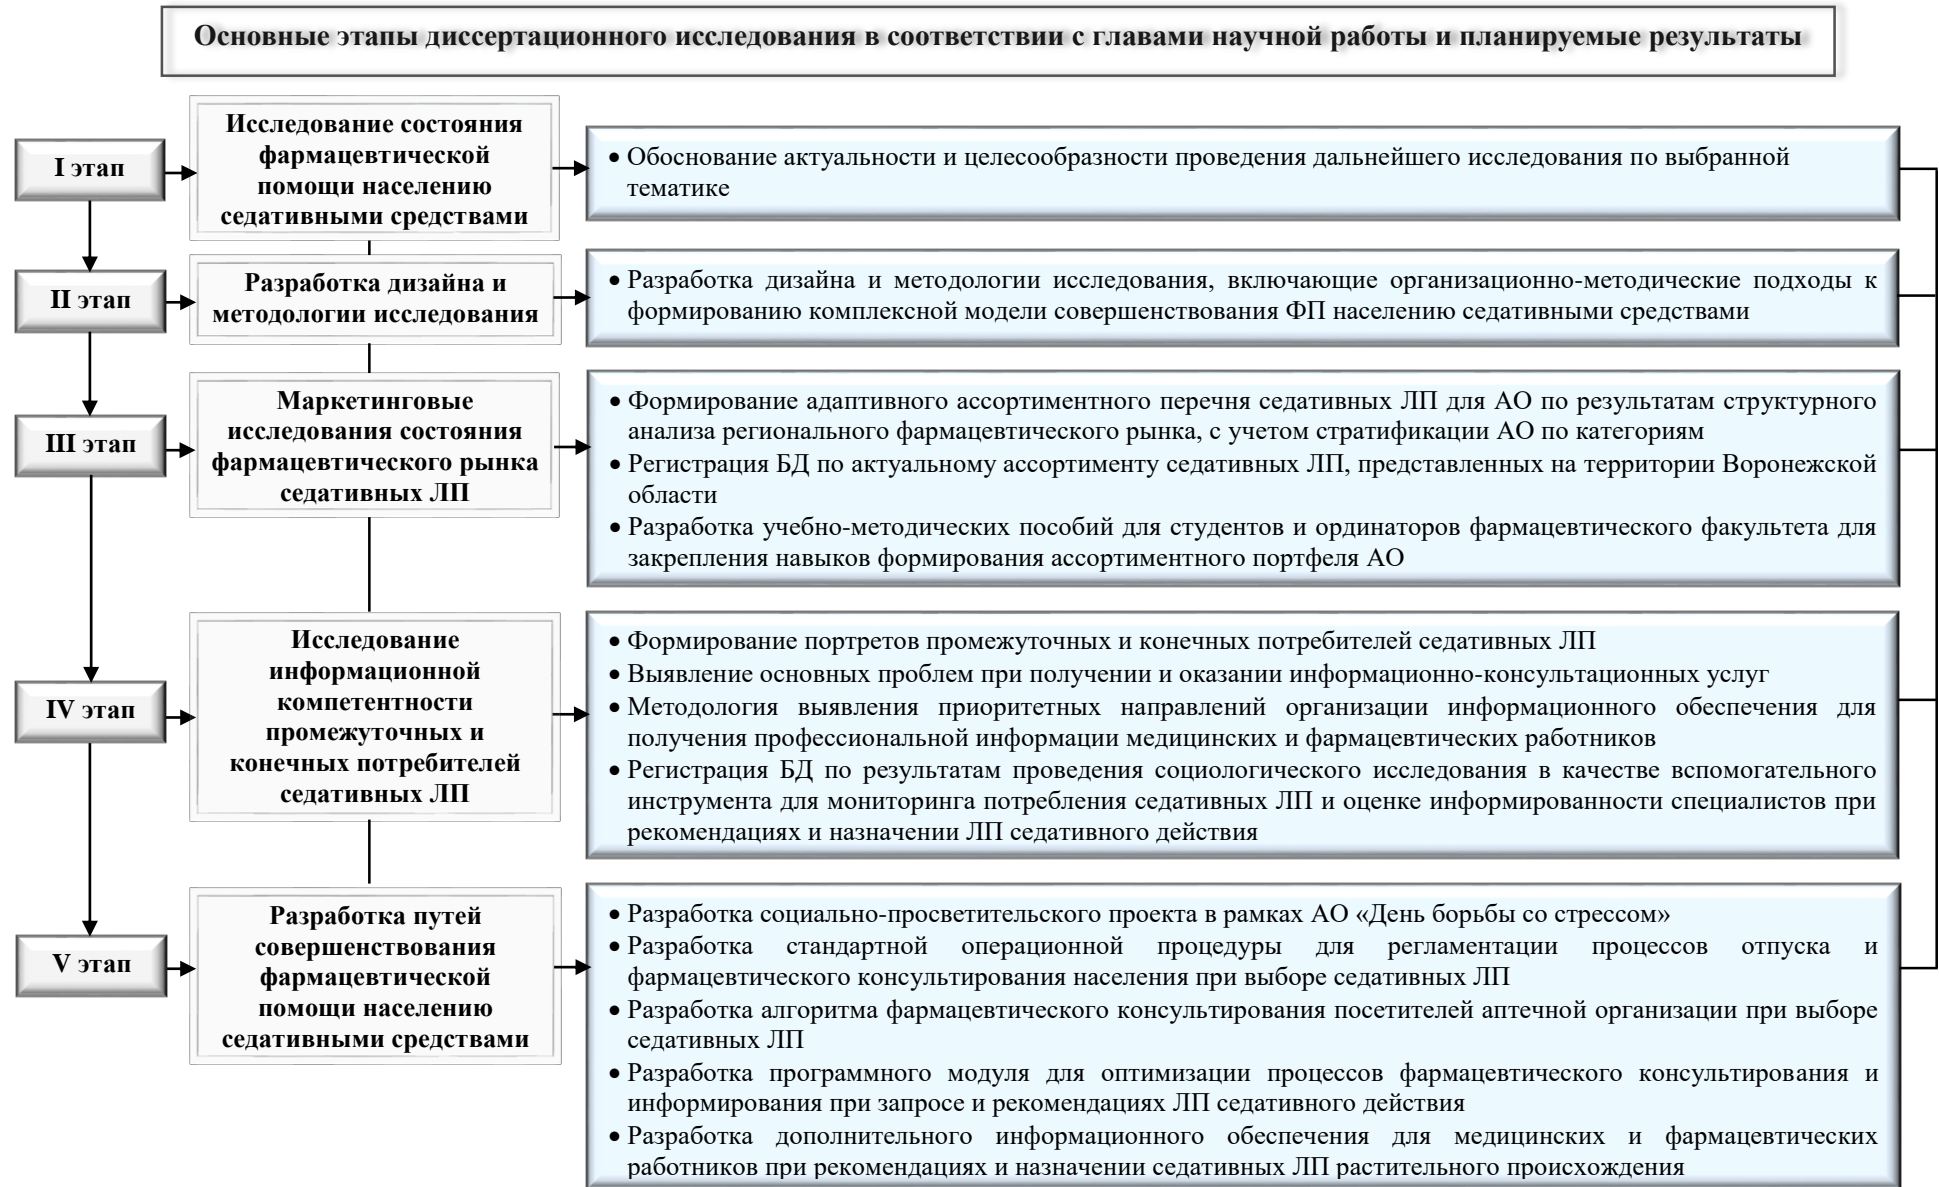 Основные этапы диссертационного исследования в соответствии с главами научной работы и планируемые результаты
I этап
Исследование состояния
фармацевтической
помощи населению
седативными средствами
• Обоснование актуальности и целесообразности проведения дальнейшего исследования по выбранной
тематике
II этап
Разработка дизайна и
методологии исследования
• Разработка дизайна и методологии исследования, включающие организационно-методические подходы к
формированию комплексной модели совершенствования ФП населению седативными средствами
III этап
Маркетинговые
исследования состояния
фармацевтического рынка
седативных ЛП
• Формирование адаптивного ассортиментного перечня седативных ЛП для АО по результатам структурного
анализа регионального фармацевтического рынка, с учетом стратификации АО по категориям
• Регистрация БД по актуальному ассортименту седативных ЛП, представленных на территории Воронежской
области
• Разработка учебно-методических пособий для студентов и ординаторов фармацевтического факультета для
закрепления навыков формирования ассортиментного портфеля АО
IV этап
Исследование
информационной
компетентности
промежуточных и
конечных потребителей
седативных ЛП
• Формирование портретов промежуточных и конечных потребителей седативных ЛП
• Выявление основных проблем при получении и оказании информационно-консультационных услуг
• Методология выявления приоритетных направлений организации информационного обеспечения для
получения профессиональной информации медицинских и фармацевтических работников
• Регистрация БД по результатам проведения социологического исследования в качестве вспомогательного
инструмента для мониторинга потребления седативных ЛП и оценке информированности специалистов при
рекомендациях и назначении ЛП седативного действия
V этап
Разработка путей
совершенствования
фармацевтической
помощи населению
седативными средствами
• Разработка социально-просветительского проекта в рамках АО «День борьбы со стрессом»
• Разработка стандартной операционной процедуры для регламентации процессов отпуска и
фармацевтического консультирования населения при выборе седативных ЛП
• Разработка алгоритма фармацевтического консультирования посетителей аптечной организации при выборе
седативных ЛП
• Разработка программного модуля для оптимизации процессов фармацевтического консультирования и
информирования при запросе и рекомендациях ЛП седативного действия
• Разработка дополнительного информационного обеспечения для медицинских и фармацевтических
работников при рекомендациях и назначении седативных ЛП растительного происхождения